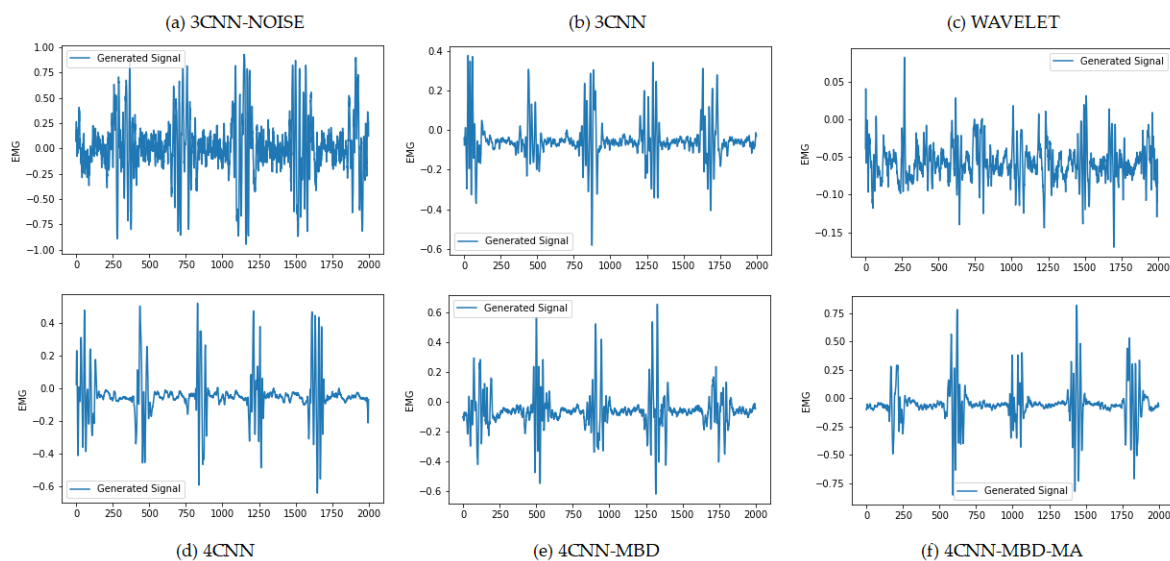 (a) 3CNN-NOISE (b) 3CNN (c) WAVELET
Generated Signal
EMG
1.00
0.75
0.50
0.25
0.00
−0.25
−0.50
−0.75
−1.00
0 250 500 750 1000 1250 1500 1750 2000
Generated Signal
EMG
0.4
0.2
0.0
−0.2
−0.4
−0.6
0 250 500 750 1000 1250 1500 1750 2000
Generated Signal
EMG
0.05
0.00
−0.05
−0.10
−0.15
0 250 500 750 1000 1250 1500 1750 2000
Generated Signal
EMG
0.4
0.2
0.0
−0.2
−0.4
−0.6
0 250 500 750 1000 1250 1500 1750 2000
Generated Signal
EMG
0.6
0.4
0.2
0.0
−0.2
−0.4
−0.6
0 250 500 750 1000 1250 1500 1750 2000
Generated Signal
EMG
0.75
0.50
0.25
0.00
−0.25
−0.50
−0.75
0 250 500 750 1000 1250 1500 1750 2000
(d) 4CNN (e) 4CNN-MBD (f) 4CNN-MBD-MA